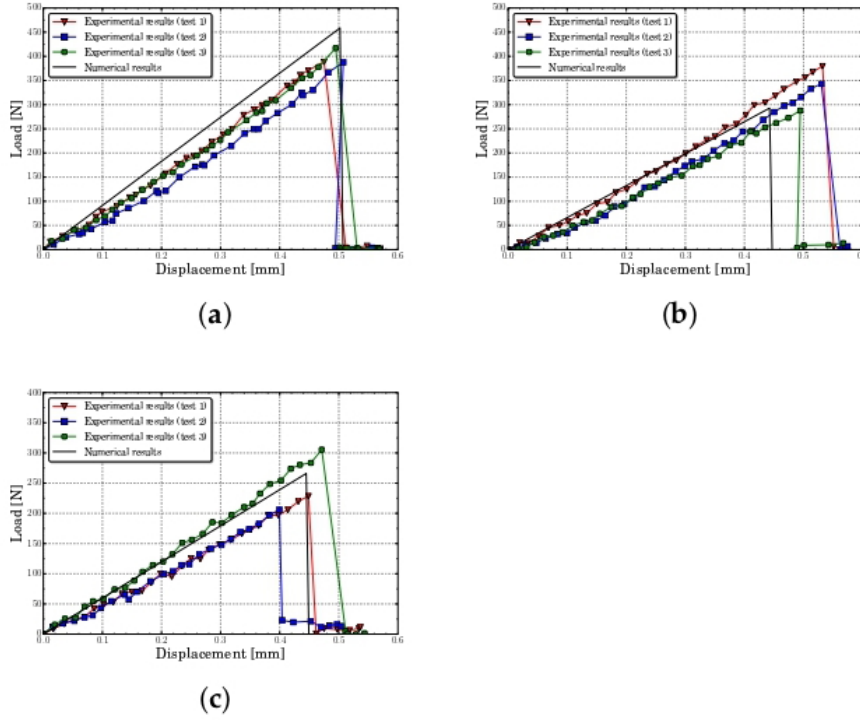 500
450
400
350
300
250
200
150
100
50
0
Load [N]
Experimental results (test 1)
Experimental results (test 2)
Experimental results (test 3)
Numerical results
0.0 0.1 0.2 0.3 0.4 0.5 0.6
Displacement [mm]
(a)
500
450
400
350
300
250
200
150
100
50
0
Load [N]
Experimental results (test 1)
Experimental results (test 2)
Experimental results (test 3)
Numerical results
0.0 0.1 0.2 0.3 0.4 0.5 0.6
Displacement [mm]
(b)
400
350
300
250
200
150
100
50
0
Load [N]
Experimental results (test 1)
Experimental results (test 2)
Experimental results (test 3)
Numerical results
0.0 0.1 0.2 0.3 0.4 0.5 0.6
Displacement [mm]
(c)